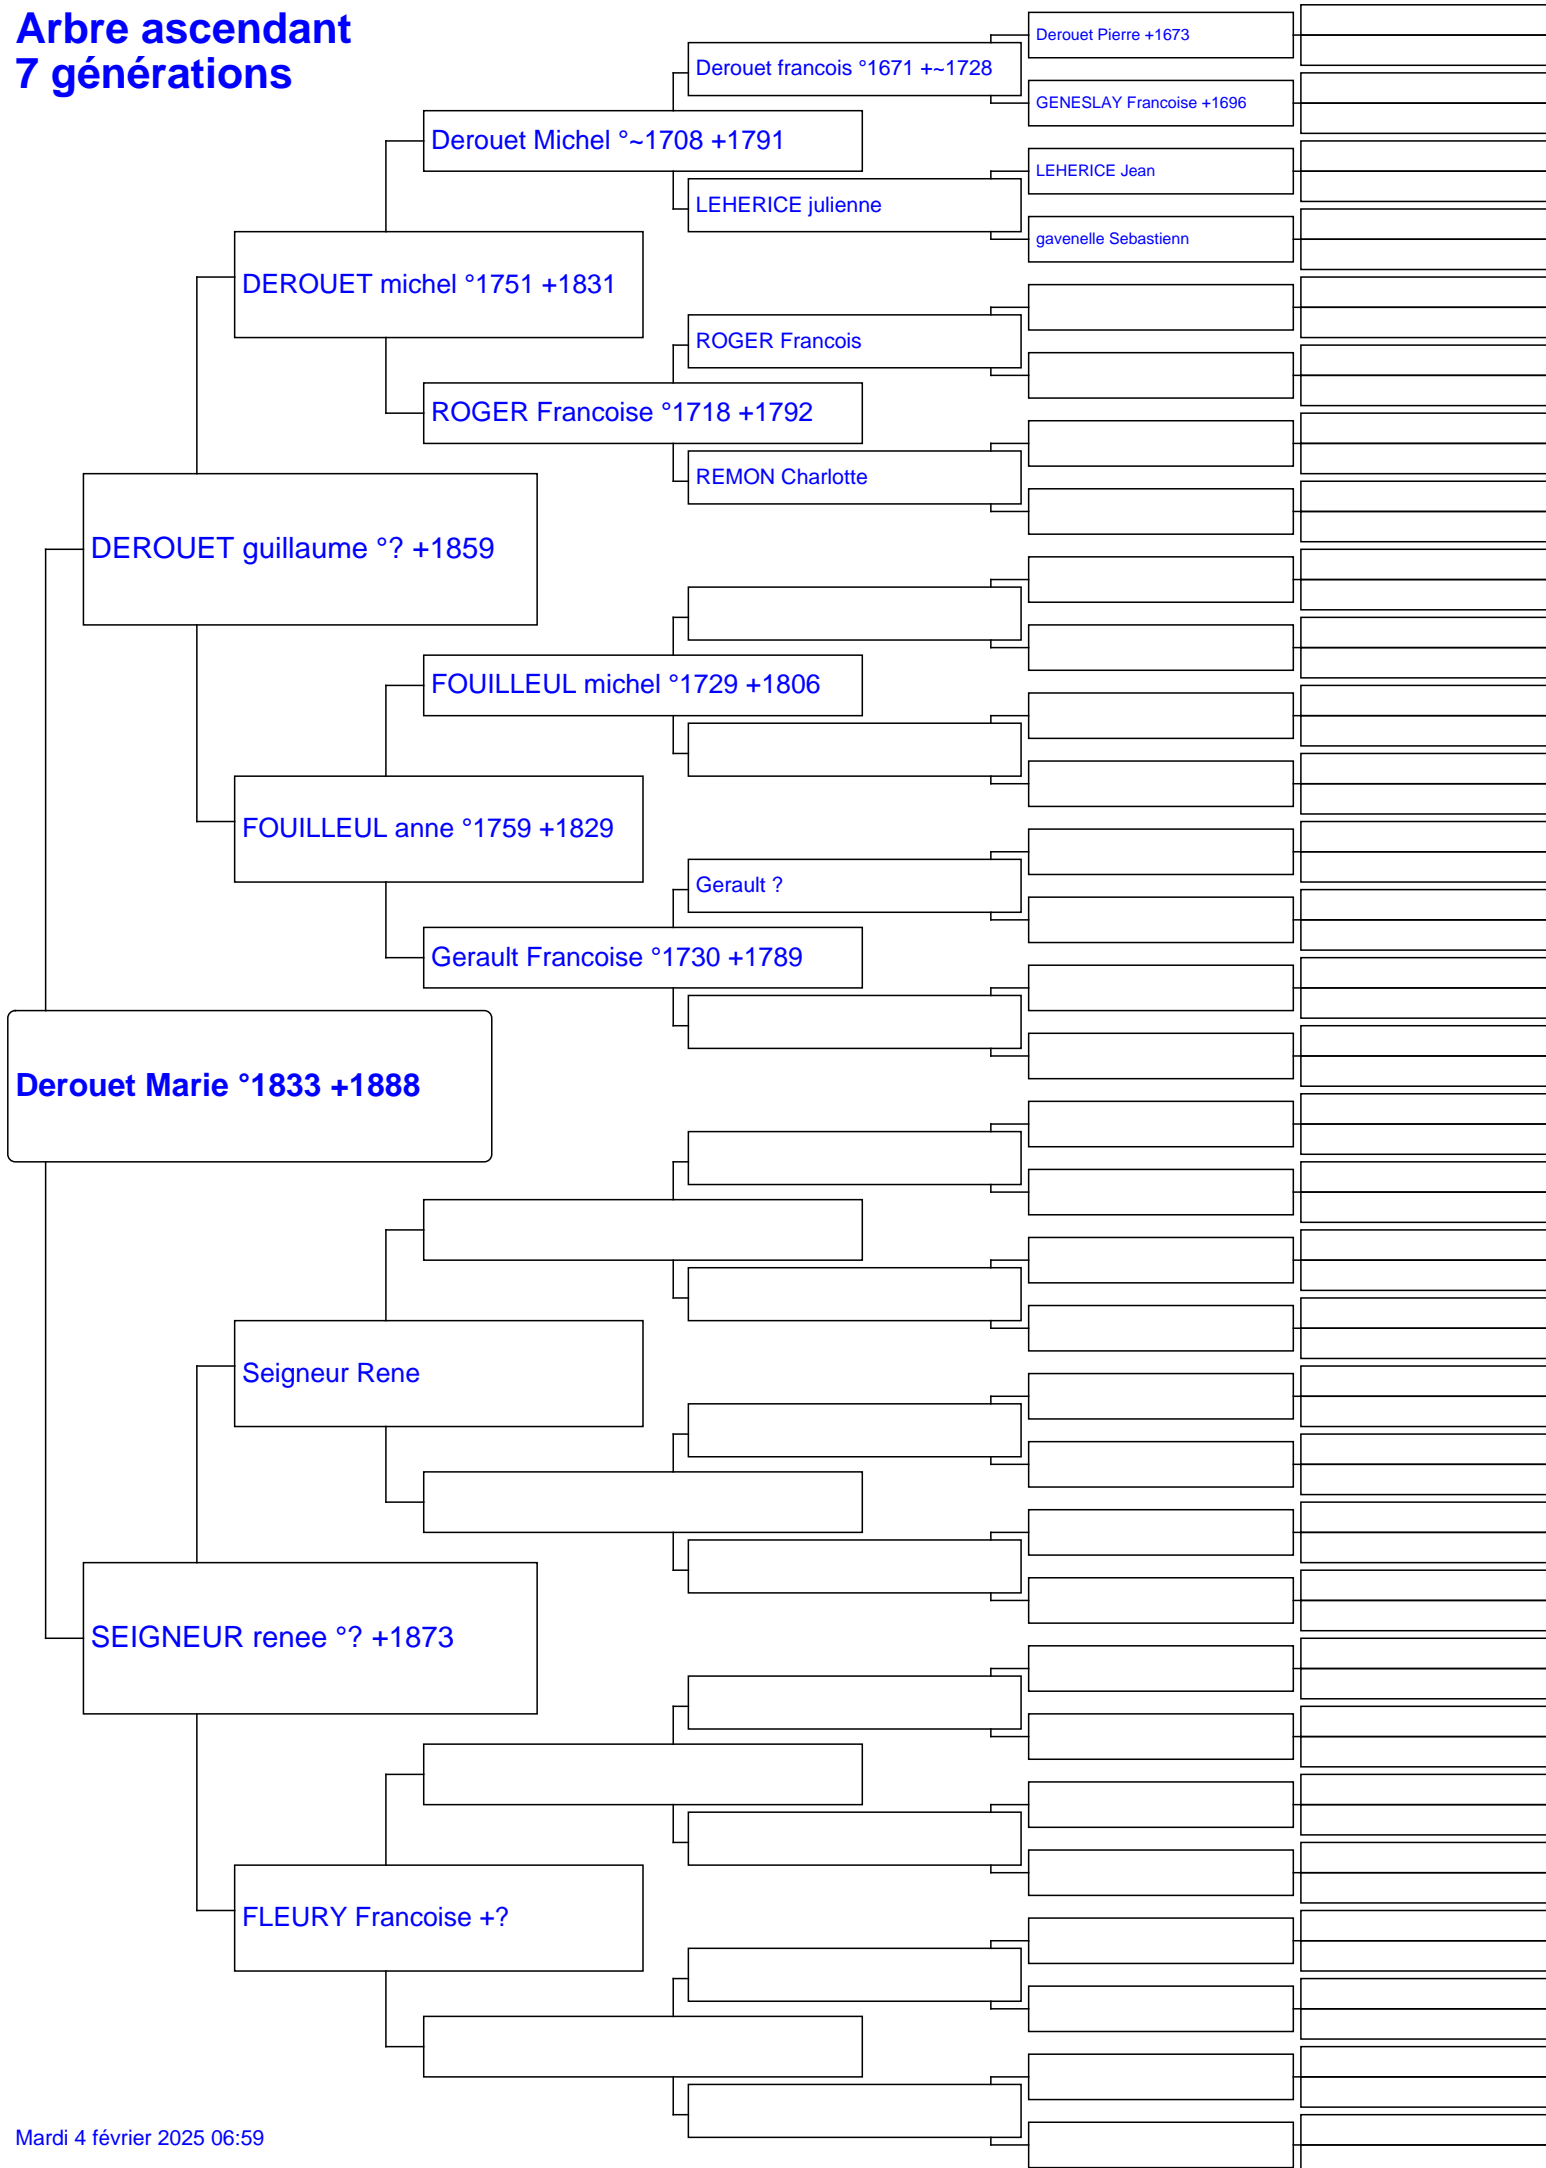 Arbre ascendant
7 générations
Derouet Pierre +1673
Derouet francois °1671 +~1728
GENESLAY Francoise +1696
Derouet Michel °~1708 +1791
LEHERICE Jean
LEHERICE julienne
gavenelle Sebastienn
DEROUET michel °1751 +1831
ROGER Francois
ROGER Francoise °1718 +1792
REMON Charlotte
DEROUET guillaume °? +1859
FOUILLEUL michel °1729 +1806
FOUILLEUL anne °1759 +1829
Gerault ?
Gerault Francoise °1730 +1789
Derouet Marie °1833 +1888
Seigneur Rene
SEIGNEUR renee °? +1873
FLEURY Francoise +?
Mardi 4 février 2025 06:59